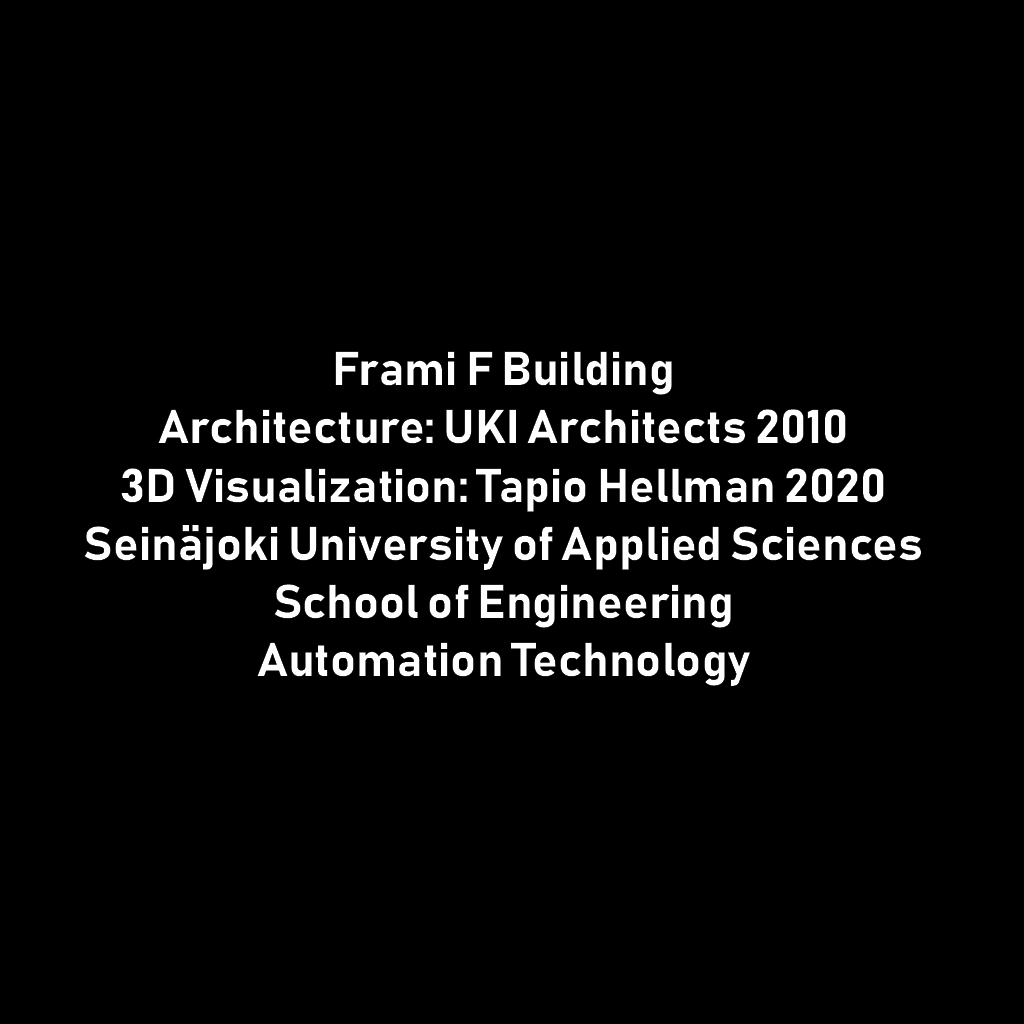 Frami F Building
Architecture: UKI Architects 2010
3D Visualization: Tapio Hellman 2020
Seinäjoki University of Applied Sciences
School of Engineering
Automation Technology